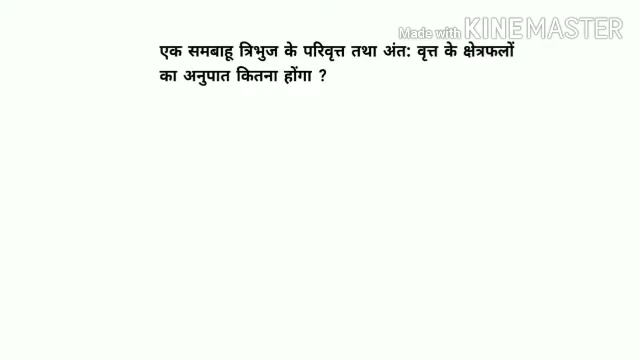 Made with KINEMASTER
एक समबाहू त्रिभुज के परिवृत्त तथा अंत: वृत्त के क्षेत्रफलों
का अनुपात कितना होंगा ?